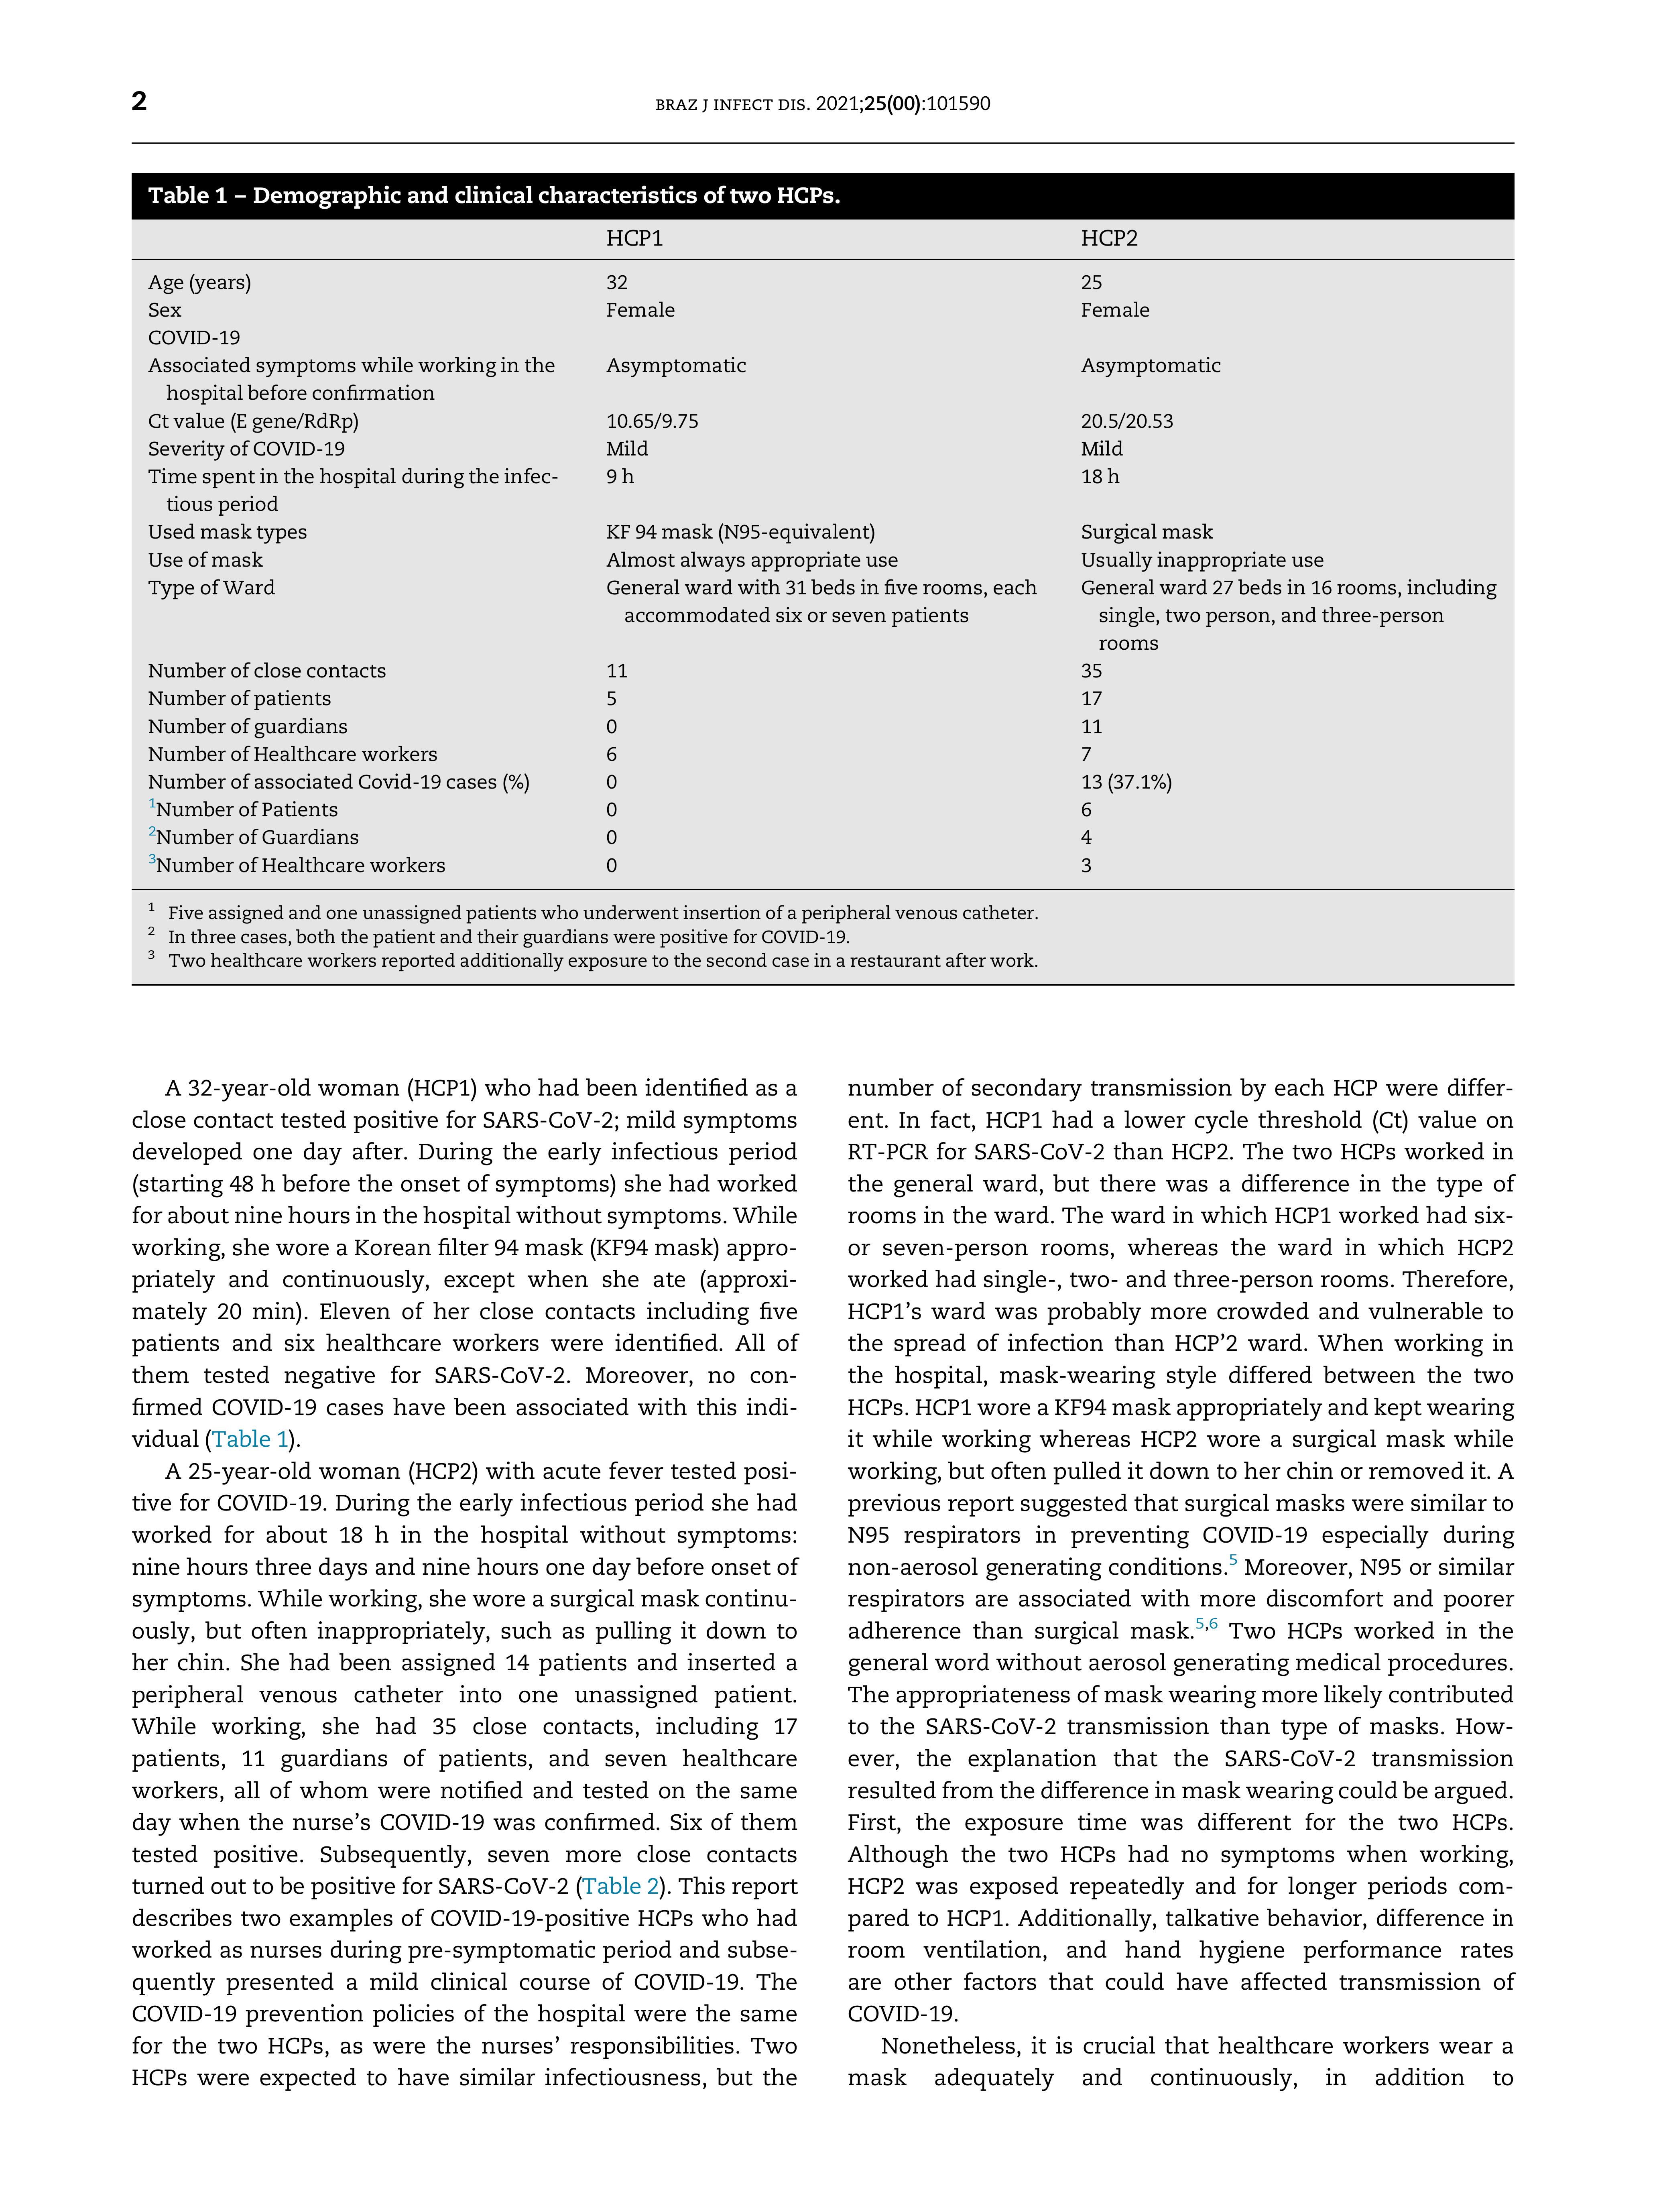 2
BRAZ J INFECT DIS. 2021;25(00):101590
Table 1 – Demographic and clinical characteristics of two HCPs.
HCP1 HCP2
Age (years) 32 25
Sex Female Female
COVID-19
Associated symptoms while working in the Asymptomatic Asymptomatic
hospital before confirmation
Ct value (E gene/RdRp) 10.65/9.75 20.5/20.53
Severity of COVID-19 Mild Mild
Time spent in the hospital during the infec- 9 h 18 h
tious period
Used mask types KF 94 mask (N95-equivalent) Surgical mask
Use of mask Almost always appropriate use Usually inappropriate use
Type of Ward General ward with 31 beds in five rooms, each General ward 27 beds in 16 rooms, including
accommodated six or seven patients single, two person, and three-person
rooms
Number of close contacts 11 35
Number of patients 5 17
Number of guardians 0 11
Number of Healthcare workers 6 7
Number of associated Covid-19 cases (%) 0 13 (37.1%)
1Number of Patients 0 6
2Number of Guardians 0 4
3Number of Healthcare workers 0 3
1 Five assigned and one unassigned patients who underwent insertion of a peripheral venous catheter.
2 In three cases, both the patient and their guardians were positive for COVID-19.
3 Two healthcare workers reported additionally exposure to the second case in a restaurant after work.
A 32-year-old woman (HCP1) who had been identified as a
close contact tested positive for SARS-CoV-2; mild symptoms
developed one day after. During the early infectious period
(starting 48 h before the onset of symptoms) she had worked
for about nine hours in the hospital without symptoms. While
working, she wore a Korean filter 94 mask (KF94 mask) appro-
priately and continuously, except when she ate (approxi-
mately 20 min). Eleven of her close contacts including five
patients and six healthcare workers were identified. All of
them tested negative for SARS-CoV-2. Moreover, no con-
firmed COVID-19 cases have been associated with this indi-
vidual (Table 1).
A 25-year-old woman (HCP2) with acute fever tested posi-
tive for COVID-19. During the early infectious period she had
worked for about 18 h in the hospital without symptoms:
nine hours three days and nine hours one day before onset of
symptoms. While working, she wore a surgical mask continu-
ously, but often inappropriately, such as pulling it down to
her chin. She had been assigned 14 patients and inserted a
peripheral venous catheter into one unassigned patient.
While working, she had 35 close contacts, including 17
patients, 11 guardians of patients, and seven healthcare
workers, all of whom were notified and tested on the same
day when the nurse's COVID-19 was confirmed. Six of them
tested positive. Subsequently, seven more close contacts
turned out to be positive for SARS-CoV-2 (Table 2). This report
describes two examples of COVID-19-positive HCPs who had
worked as nurses during pre-symptomatic period and subse-
quently presented a mild clinical course of COVID-19. The
COVID-19 prevention policies of the hospital were the same
for the two HCPs, as were the nurses' responsibilities. Two
HCPs were expected to have similar infectiousness, but the
number of secondary transmission by each HCP were differ-
ent. In fact, HCP1 had a lower cycle threshold (Ct) value on
RT-PCR for SARS-CoV-2 than HCP2. The two HCPs worked in
the general ward, but there was a difference in the type of
rooms in the ward. The ward in which HCP1 worked had six-
or seven-person rooms, whereas the ward in which HCP2
worked had single-, two- and three-person rooms. Therefore,
HCP1's ward was probably more crowded and vulnerable to
the spread of infection than HCP'2 ward. When working in
the hospital, mask-wearing style differed between the two
HCPs. HCP1 wore a KF94 mask appropriately and kept wearing
it while working whereas HCP2 wore a surgical mask while
working, but often pulled it down to her chin or removed it. A
previous report suggested that surgical masks were similar to
N95 respirators in preventing COVID-19 especially during
non-aerosol generating conditions.5 Moreover, N95 or similar
respirators are associated with more discomfort and poorer
adherence than surgical mask.5,6 Two HCPs worked in the
general word without aerosol generating medical procedures.
The appropriateness of mask wearing more likely contributed
to the SARS-CoV-2 transmission than type of masks. How-
ever, the explanation that the SARS-CoV-2 transmission
resulted from the difference in mask wearing could be argued.
First, the exposure time was different for the two HCPs.
Although the two HCPs had no symptoms when working,
HCP2 was exposed repeatedly and for longer periods com-
pared to HCP1. Additionally, talkative behavior, difference in
room ventilation, and hand hygiene performance rates
are other factors that could have affected transmission of
COVID-19.
Nonetheless, it is crucial that healthcare workers wear a
mask adequately and continuously, in addition to